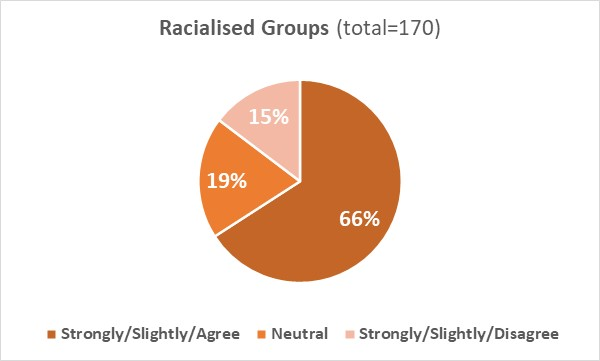 Racialised Groups (total=170)
15%
19%
66%
Strongly/Slightly/Agree Neutral Strongly/Slightly/Disagree